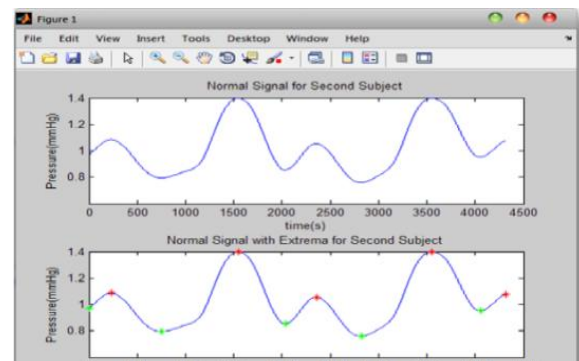 Figure 1
File Edit View Insert Tools Desktop Window Help
Normal Signal for Second Subject
Pressure(mmHg)
1.4
1.2
1
0.8
0 500 1000 1500 2000 2500 3000 3500 4000 4500
time(s)
Normal Signal with Extrema for Second Subject
Pressure(mmHg)
1.4
1.2
1
0.8